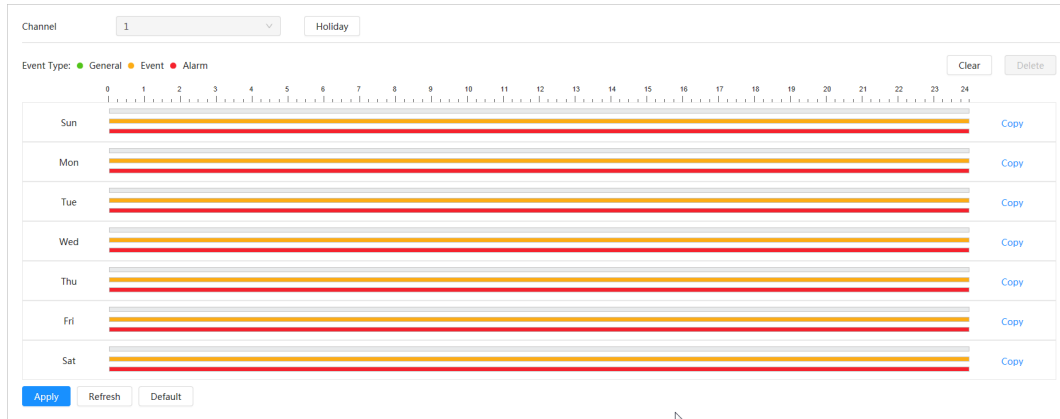 Channel 1 Holiday
Event Type: General Event Alarm Clear Delete
0 1 2 3 4 5 6 7 8 9 10 11 12 13 14 15 16 17 18 19 20 21 22 23 24
Sun Copy
Mon Copy
Tue Copy
Wed Copy
Thu Copy
Fri Copy
Sat Copy
Apply Refresh Default